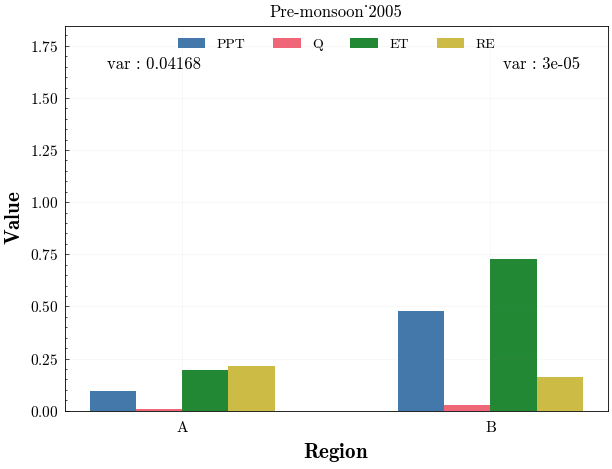 Pre-monsoon˙2005
PPT Q ET RE
var : 0.04168
var : 3e-05
1.75
1.50
1.25
1.00
0.75
0.50
0.25
0.00
Value
A
B
Region